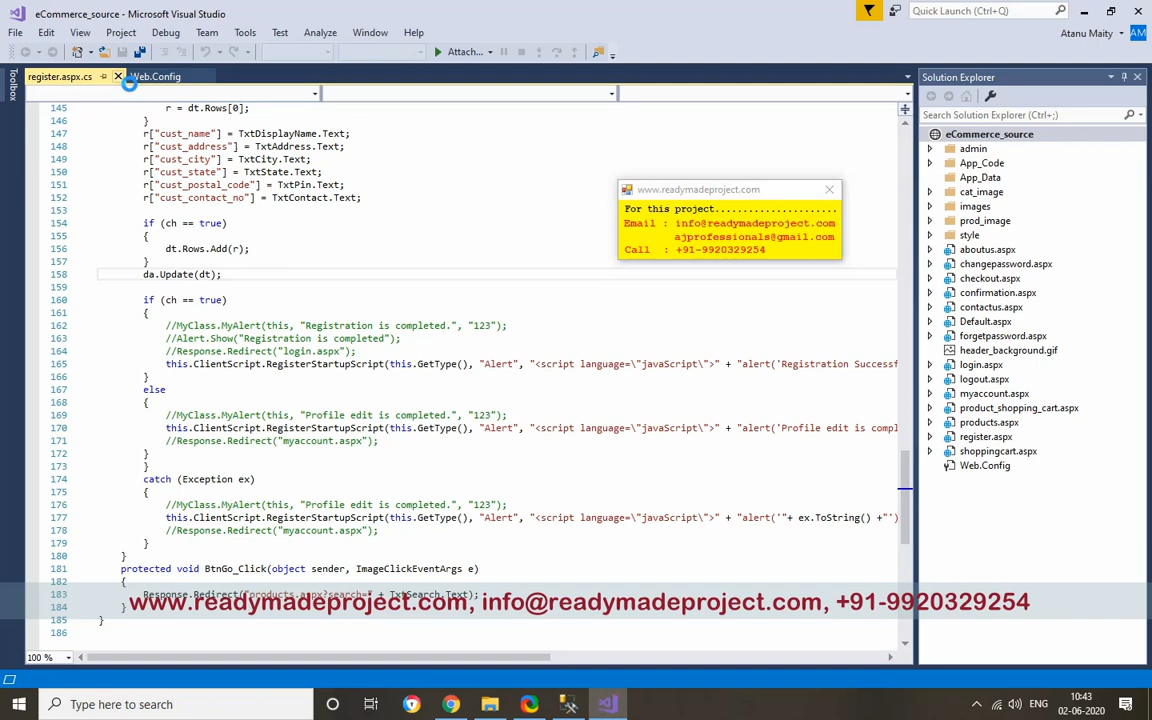 eCommerce_source - Microsoft Visual Studio
Quick Launch (Ctrl+Q)
File Edit View Project Debug Team Tools Test Analyze Window Help
Atanu Maity AM
Attach...
Toolbox
register.aspx.cs Web.Config
Solution Explorer
Search Solution Explorer (Ctrl+;)
eCommerce_source
admin
App_Code
App_Data
cat_image
images
prod_image
style
aboutus.aspx
changepassword.aspx
checkout.aspx
confirmation.aspx
contactus.aspx
Default.aspx
forgetpassword.aspx
header_background.gif
login.aspx
logout.aspx
myaccount.aspx
product_shopping_cart.aspx
products.aspx
register.aspx
shoppingcart.aspx
Web.Config
145 r = dt.Rows[0];
146 }
147 r["cust_name"] = TxtDisplayName.Text;
148 r["cust_address"] = TxtAddress.Text;
149 r["cust_city"] = TxtCity.Text;
150 r["cust_state"] = TxtState.Text;
151 r["cust_postal_code"] = TxtPin.Text;
152 r["cust_contact_no"] = TxtContact.Text;
153
154 if (ch == true)
155 {
156 dt.Rows.Add(r);
157 }
158 da.Update(dt);
159
160 if (ch == true)
161 {
162 //MyClass.MyAlert(this, "Registration is completed.", "123");
163 //Alert.Show("Registration is completed");
164 //Response.Redirect("login.aspx");
165 this.ClientScript.RegisterStartupScript(this.GetType(), "Alert", "<script language=\"javaScript\">" + "alert('Registration Successf
166 }
167 else
168 {
169 //MyClass.MyAlert(this, "Profile edit is completed.", "123");
170 this.ClientScript.RegisterStartupScript(this.GetType(), "Alert", "<script language=\"javaScript\">" + "alert('Profile edit is compl
171 //Response.Redirect("myaccount.aspx");
172 }
173 }
174 catch (Exception ex)
175 {
176 //MyClass.MyAlert(this, "Profile edit is completed.", "123");
177 this.ClientScript.RegisterStartupScript(this.GetType(), "Alert", "<script language=\"javaScript\">" + "alert('"+ ex.ToString() +"')
178 //Response.Redirect("myaccount.aspx");
179 }
180 }
181 protected void BtnGo_Click(object sender, ImageClickEventArgs e)
182 {
183 Response.Redirect("products.aspx?search=" + TxtSearch.Text);
184 }
185 }
186
www.readymadeproject.com
For this project......................
Email : info@readymadeproject.com
ajprofessionals@gmail.com
Call : +91-9920329254
www.readymadeproject.com, info@readymadeproject.com, +91-9920329254
100 %
Type here to search
ENG
10:43
02-06-2020